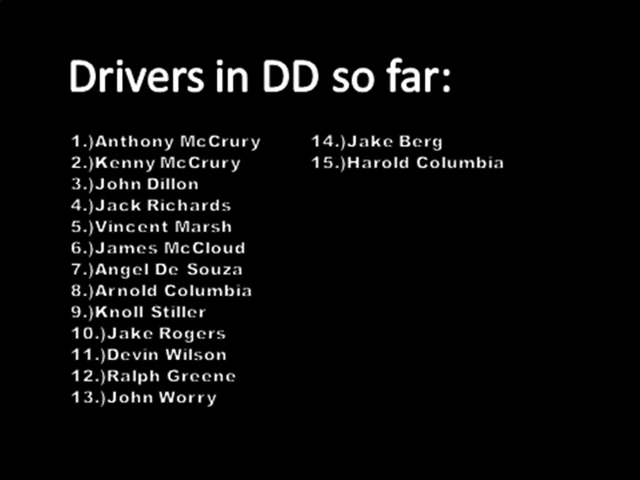 Drivers in DD so far:
1.)Anthony McCrury
2.)Kenny McCrury
3.)John Dillon
4.)Jack Richards
5.)Vincent Marsh
6.)James McCloud
7.)Angel De Souza
8.)Arnold Columbia
9.)Knoll Stiller
10.)Jake Rogers
11.)Devin Wilson
12.)Ralph Greene
13.)John Worry
14.)Jake Berg
15.)Harold Columbia